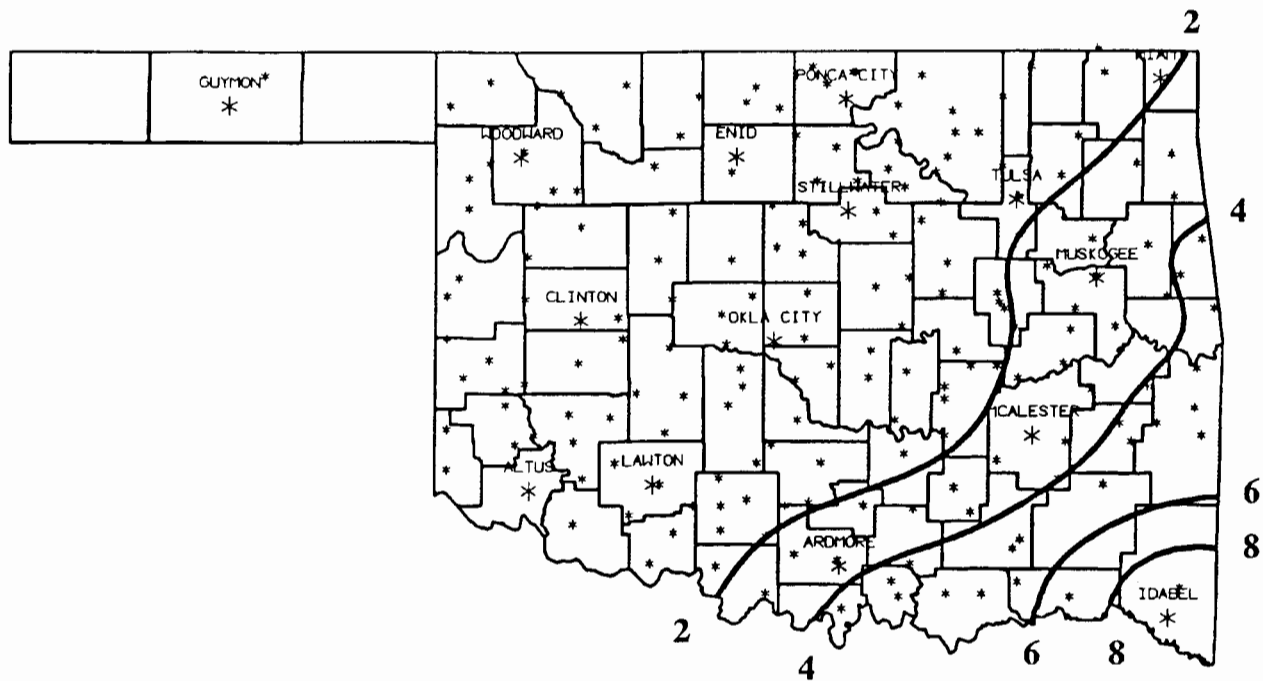 2
GUYMON
PONCA CITY
WOODWARD
ENID
TULSA
STILLWATER
4
MUSKOGEE
CLINTON
OKLA CITY
MCALESTER
ALTUS
LAWTON
6
ARDMORE
8
IDABEL
2
4
6
8